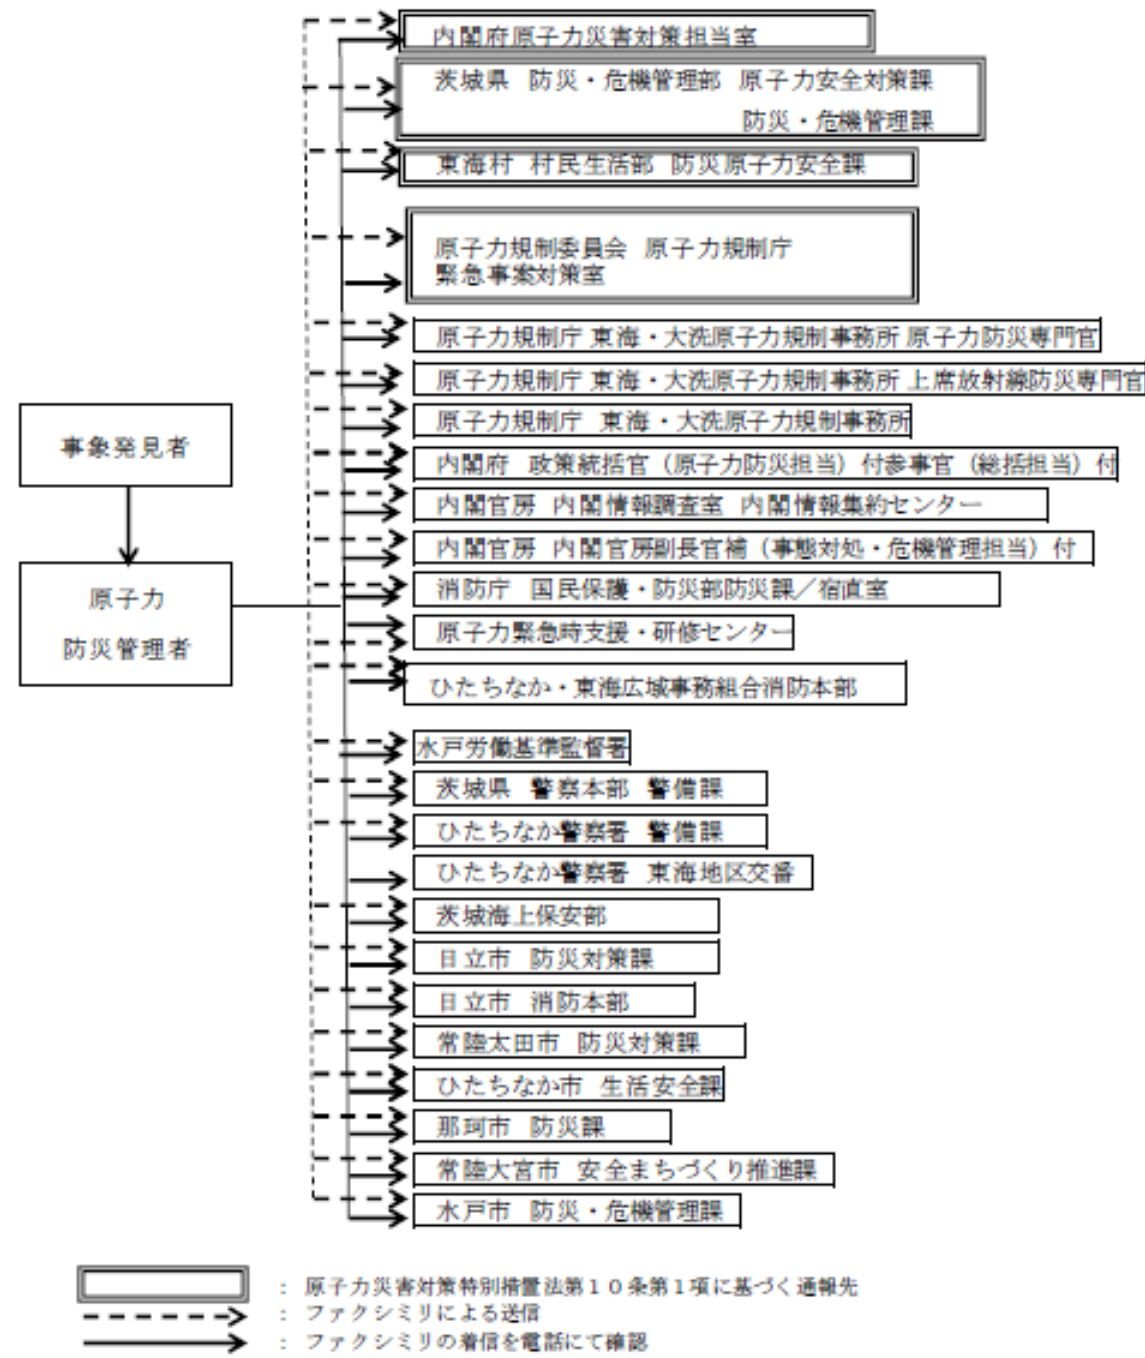 内閣府原子力災害対策担当室
茨城県 防災・危機管理部 原子力安全対策課
防災・危機管理課
東海村 村民生活部 防災原子力安全課
原子力規制委員会 原子力規制庁
緊急事案対策室
原子力規制庁 東海・大洗原子力規制事務所 原子力防災専門官
原子力規制庁 東海・大洗原子力規制事務所 上席放射線防災専門官
原子力規制庁 東海・大洗原子力規制事務所
内閣府 政策統括官（原子力防災担当）付参事官（総括担当）付
内閣官房 内閣情報調査室 内閣情報集約センター
内閣官房 内閣官房副長官補（事態対処・危機管理担当）付
消防庁 国民保護・防災部防災課／宿直室
原子力緊急時支援・研修センター
ひたちなか・東海広域事務組合消防本部
水戸労働基準監督署
茨城県 警察本部 警備課
ひたちなか警察署 警備課
ひたちなか警察署 東海地区交番
茨城海上保安部
日立市 防災対策課
日立市 消防本部
常陸太田市 防災対策課
ひたちなか市 生活安全課
那珂市 防災課
常陸大宮市 安全まちづくり推進課
水戸市 防災・危機管理課
事象発見者
原子力
防災管理者
： 原子力災害対策特別措置法第１０条第１項に基づく通報先
： ファクシミリによる送信
： ファクシミリの着信を電話にて確認